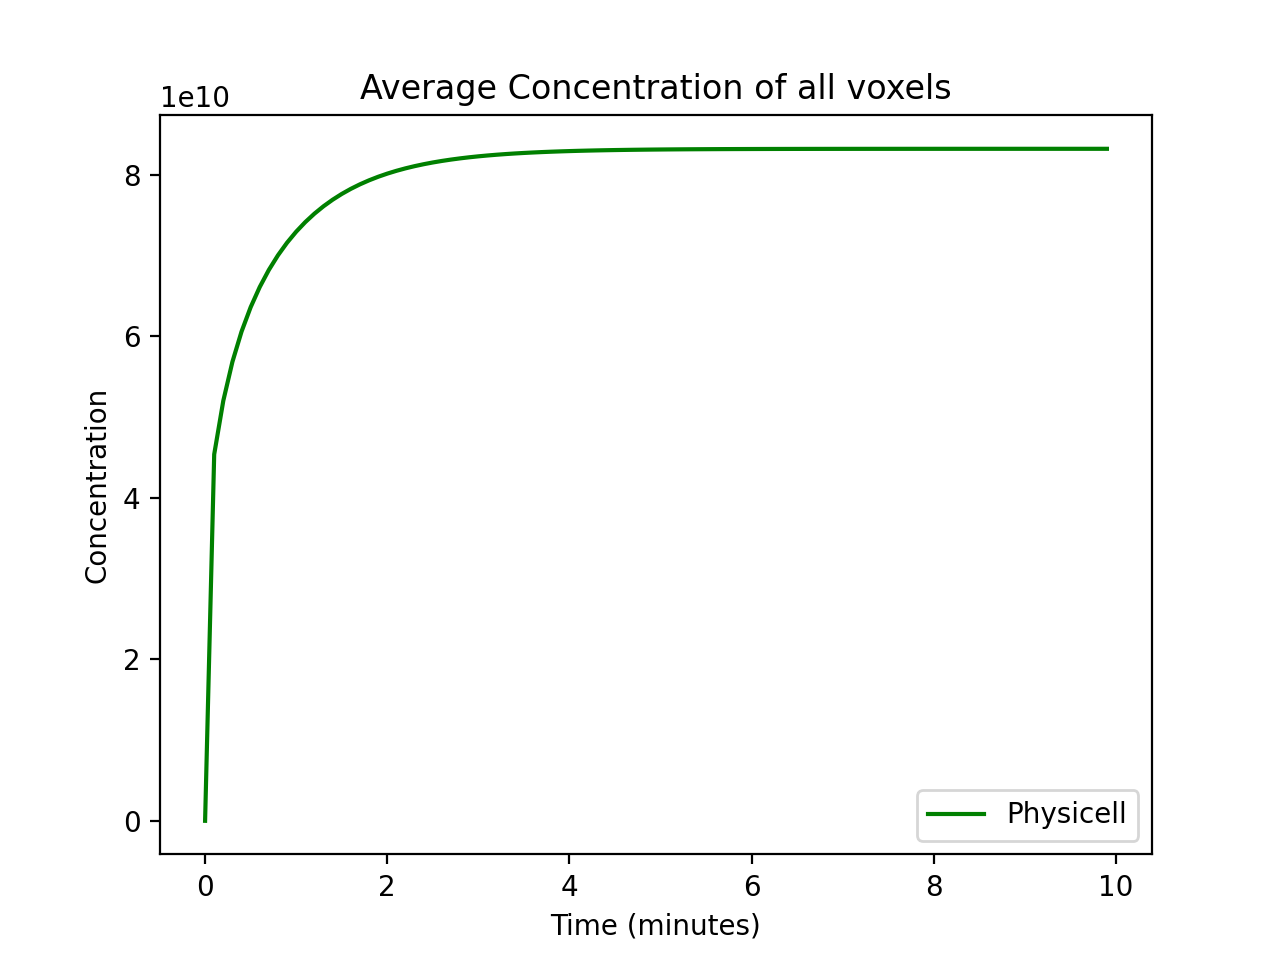 Average Concentration of all voxels
1e10
8
6
4
2
0
Concentration
0 2 4 6 8 10
Time (minutes)
Physicell